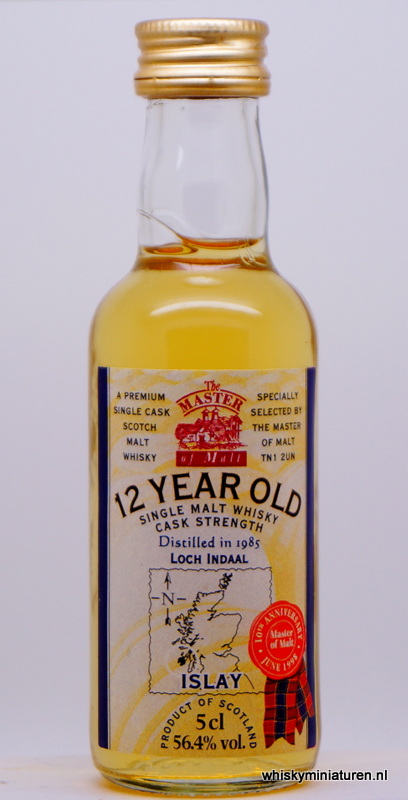 The
MASTER
of Malt
A PREMIUM
SINGLE CASK
SCOTCH
MALT
WHISKY
SPECIALLY
SELECTED BY
THE MASTER
OF MALT
TN1 2UN
12 YEAR OLD
SINGLE MALT WHISKY
CASK STRENGTH
Distilled in 1985
LOCH INDAAL
N
10TH ANNIVERSARY
Master
of Malt
JUNE 1998
ISLAY
PRODUCT OF SCOTLAND
5 cl
56.4% vol.
whiskyminiaturen.nl